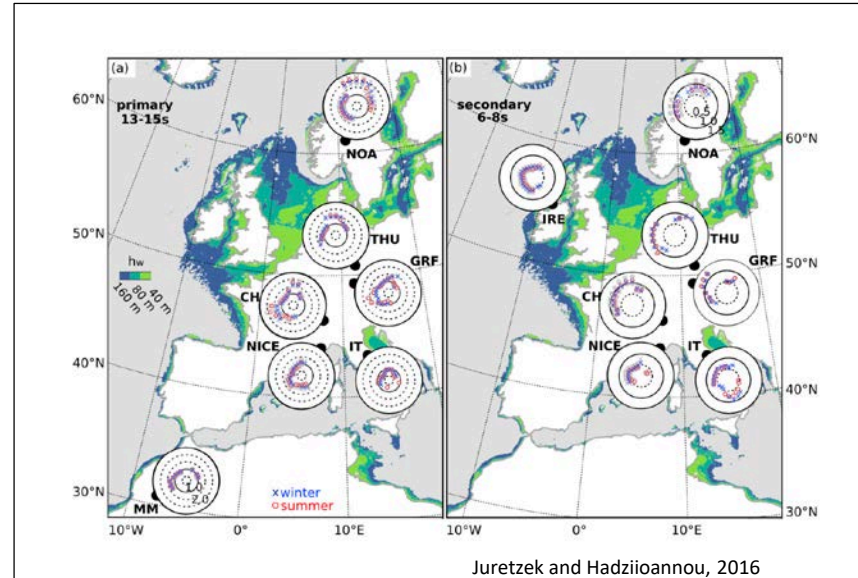 (a)
primary
13-15s
60°N
50°N
40°N
30°N
hw
160 m
80 m
40 m
NOA
THU
GRF
CH
NICE
IT
MM
1.0
2.0
×winter
○summer
10°W
0°
10°E
(b)
secondary
6-8s
0.5
1.0
1.5
NOA
IRE
THU
GRF
CH
NICE
IT
60°N
50°N
40°N
30°N
10°W
0°
10°E
Juretzek and Hadziioannou, 2016